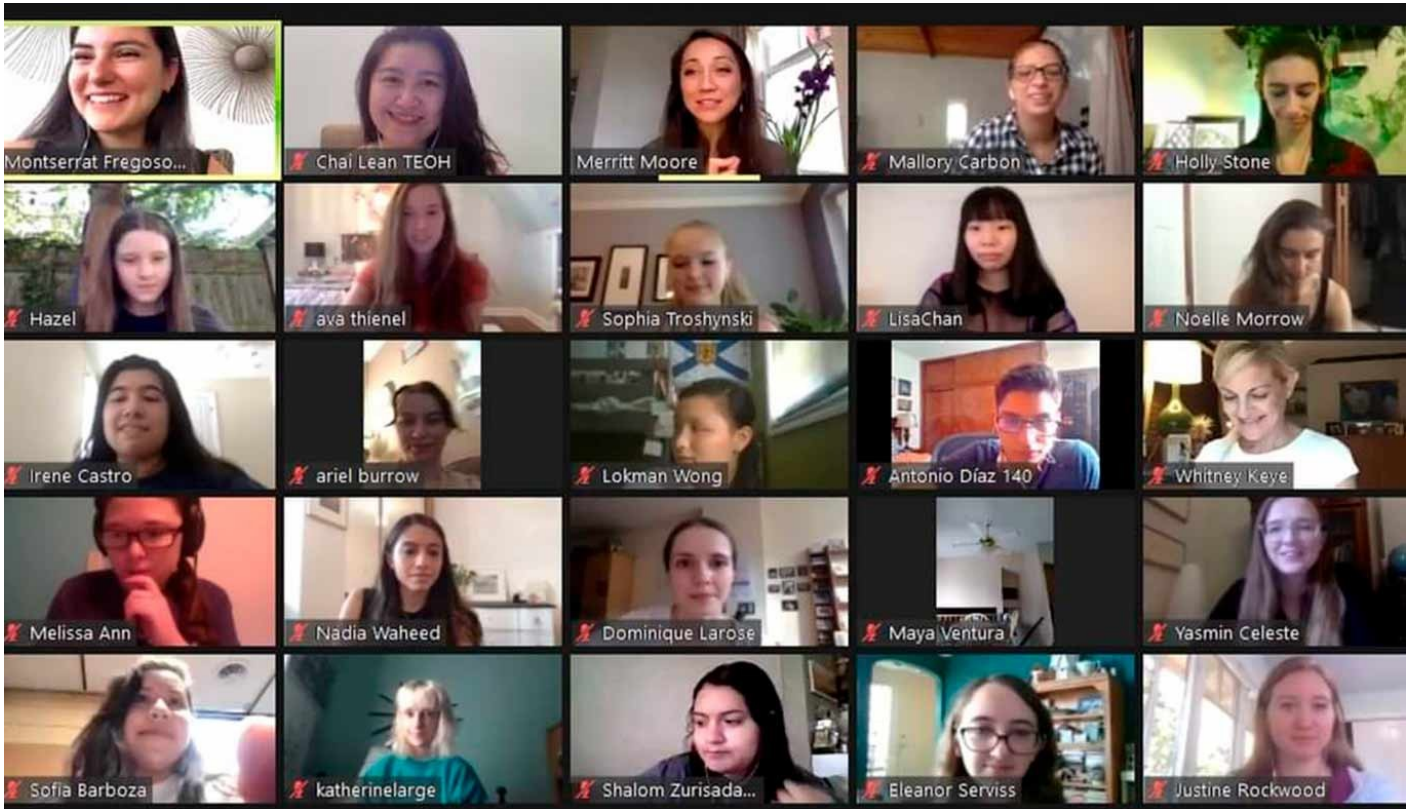 Montserrat Fregoso...
Chai Lean TEOH
Merritt Moore
Mallory Carbon
Holly Stone
Hazel
ava thienel
Sophia Troshynski
LisaChan
Noelle Morrow
Irene Castro
ariel burrow
Lokman Wong
Antonio Díaz 140
Whitney Keye
Melissa Ann
Nadia Waheed
Dominique Larose
Maya Ventura
Yasmin Celeste
Sofia Barboza
katherinelarge
Shalom Zurisada...
Eleanor Serviss
Justine Rockwood